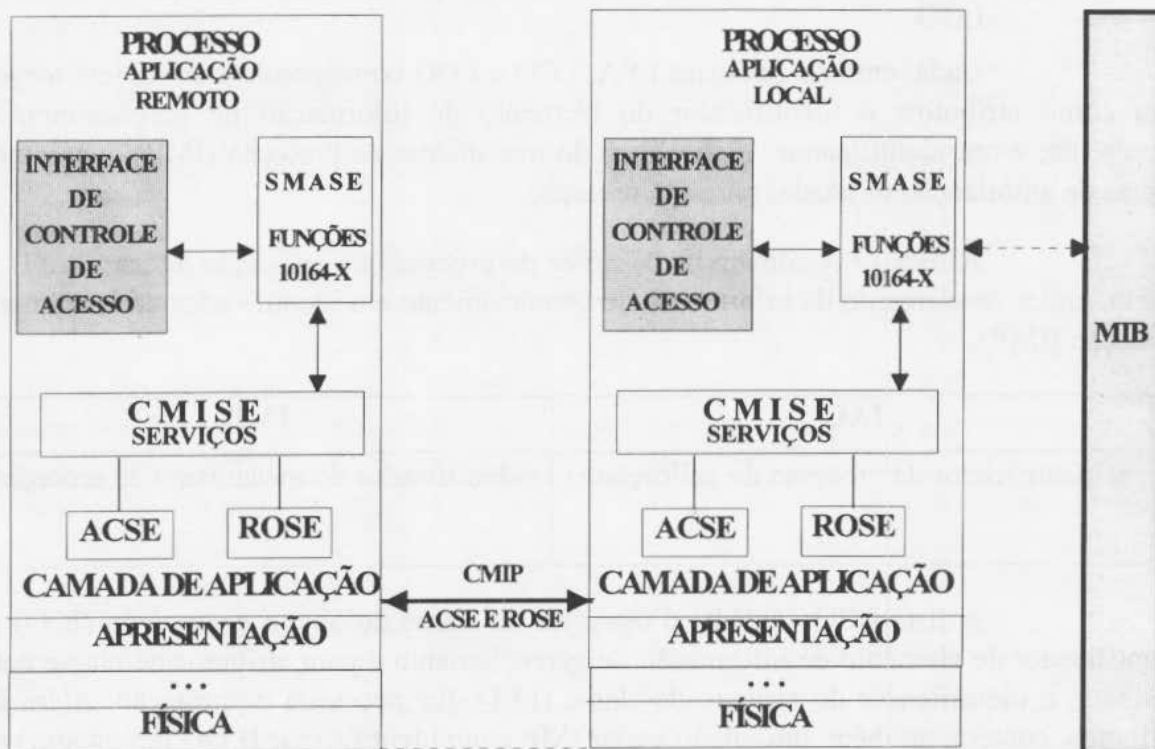 PROCESSO
APLICAÇÃO
REMOTO
INTERFACE
DE
CONTROLE
DE
ACESSO
SMASE
FUNÇÕES
10164-X
CMISE
SERVIÇOS
ACSE
ROSE
CAMADA DE APLICAÇÃO
APRESENTAÇÃO
...
FÍSICA
CMIP
ACSE E ROSE
PROCESSO
APLICAÇÃO
LOCAL
INTERFACE
DE
CONTROLE
DE
ACESSO
SMASE
FUNÇÕES
10164-X
CMISE
SERVIÇOS
ACSE
ROSE
CAMADA DE APLICAÇÃO
APRESENTAÇÃO
...
FÍSICA
MIB